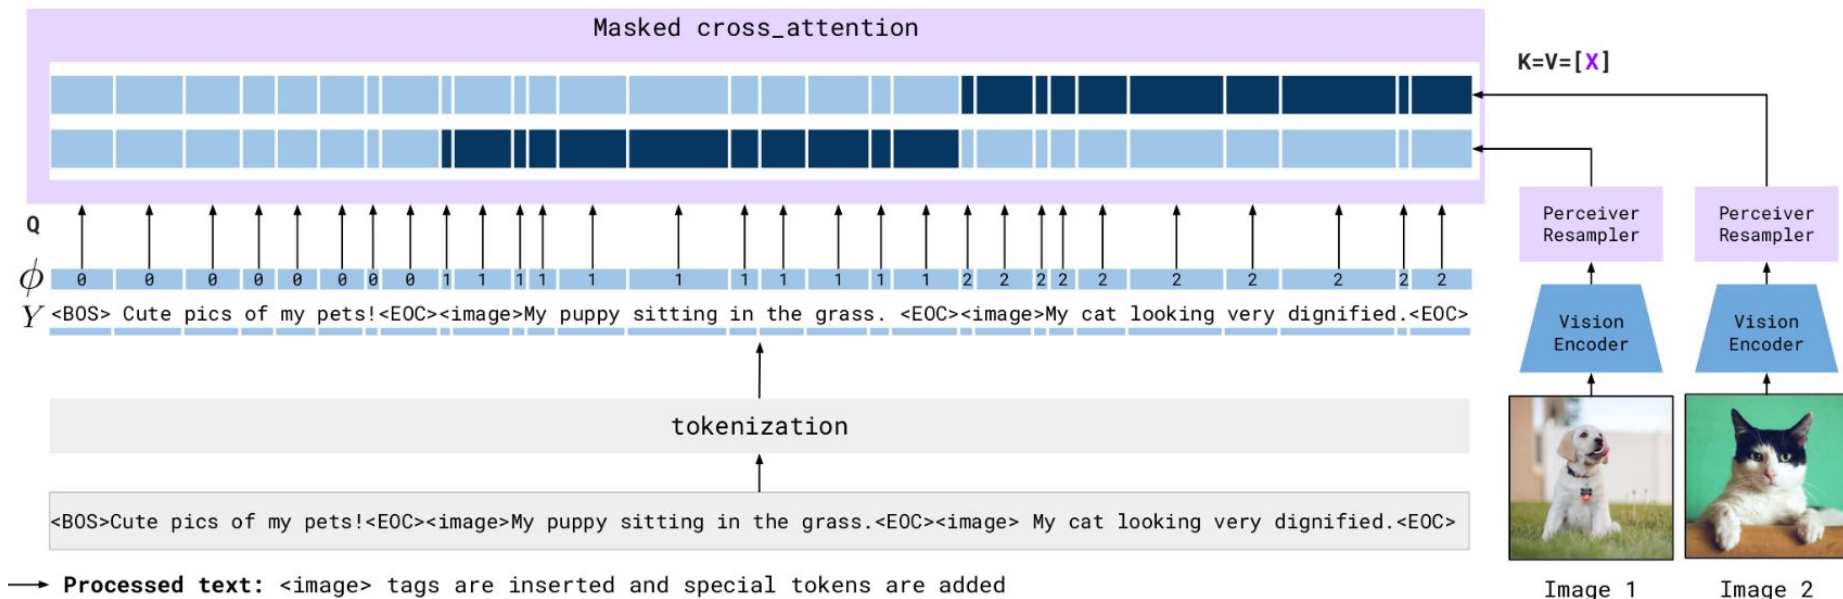 Masked cross_attention
K=V=[X]
Q
Perceiver Resampler
Perceiver Resampler
ϕ 0 0 0 0 0 0 0 0 1 1 1 1 1 1 1 1 1 1 1 2 2 2 2 2 2 2 2 2 2
Y <BOS> Cute pics of my pets!<EOC><image>My puppy sitting in the grass. <EOC><image>My cat looking very dignified.<EOC>
Vision Encoder
Vision Encoder
tokenization
<BOS>Cute pics of my pets!<EOC><image>My puppy sitting in the grass.<EOC><image> My cat looking very dignified.<EOC>
Processed text: <image> tags are inserted and special tokens are added
Image 1
Image 2